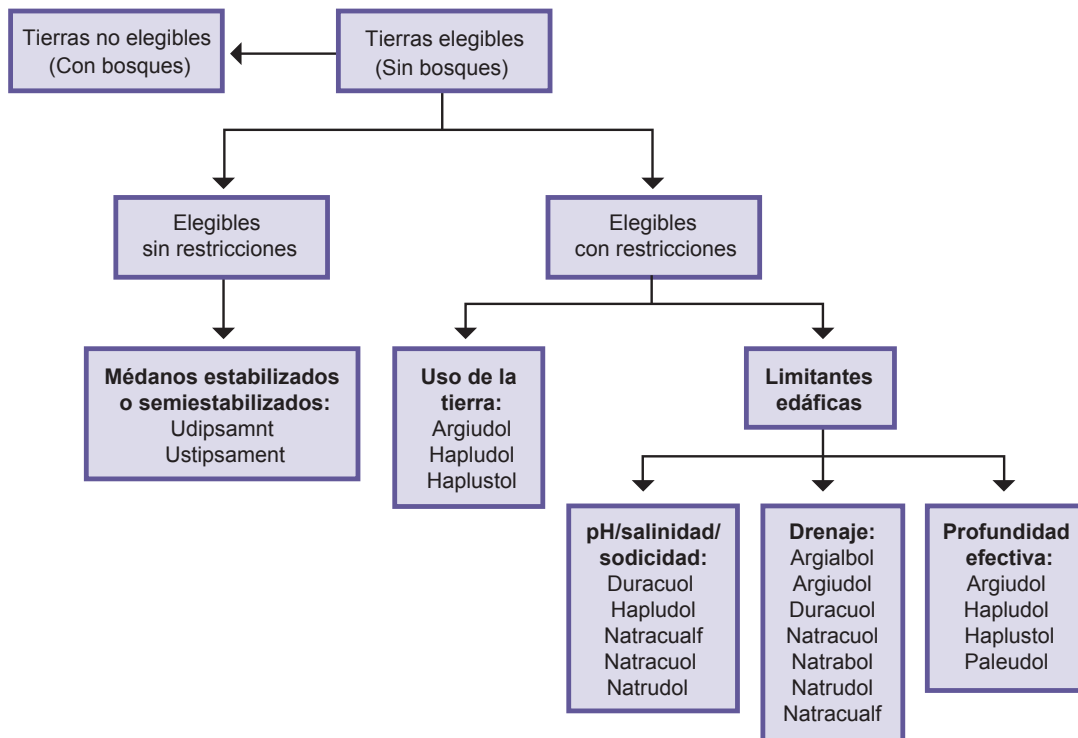 Tierras no elegibles
(Con bosques)
Tierras elegibles
(Sin bosques)
Elegibles
sin restricciones
Elegibles
con restricciones
Médanos estabilizados
o semiestabilizados:
Udipsamnt
Ustipsament
Uso de la
tierra:
Argiudol
Hapludol
Haplustol
Limitantes
edáficas
pH/salinidad/
sodicidad:
Duracuol
Hapludol
Natracualf
Natracuol
Natrudol
Drenaje:
Argialbol
Argiudol
Duracuol
Natracuol
Natrabol
Natrudol
Natracualf
Profundidad
efectiva:
Argiudol
Hapludol
Haplustol
Paleudol